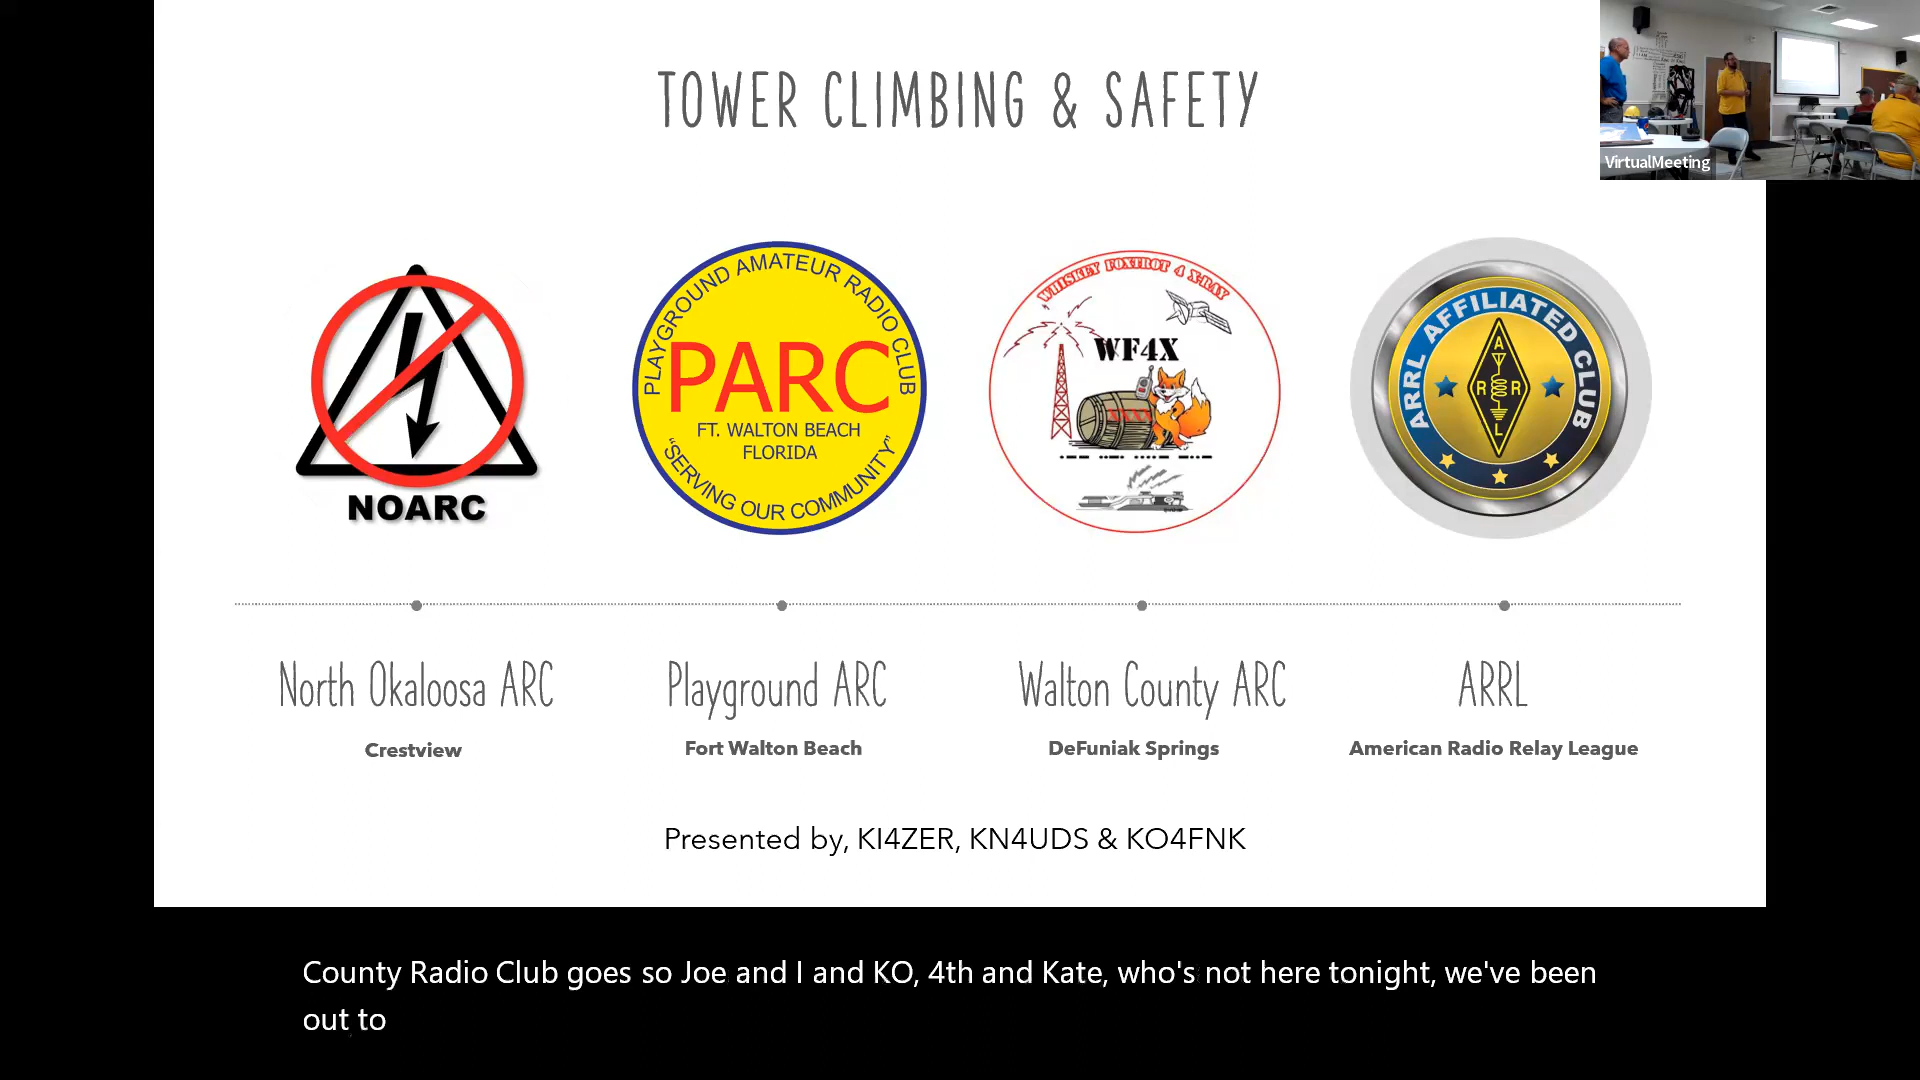 TOWER CLIMBING & SAFETY
VirtualMeeting
NOARC
PLAYGROUND AMATEUR RADIO CLUB
PARC
FT. WALTON BEACH
FLORIDA
"SERVING OUR COMMUNITY"
WHISKEY FOXTROT 4 X-RAY
WF4X
XXXX
ARRL AFFILIATED CLUB
A
R R
L
North Okaloosa ARC
Playground ARC
Walton County ARC
ARRL
Crestview
Fort Walton Beach
DeFuniak Springs
American Radio Relay League
Presented by, KI4ZER, KN4UDS & KO4FNK
County Radio Club goes so Joe and I and KO, 4th and Kate, who's not here tonight, we've been
out to